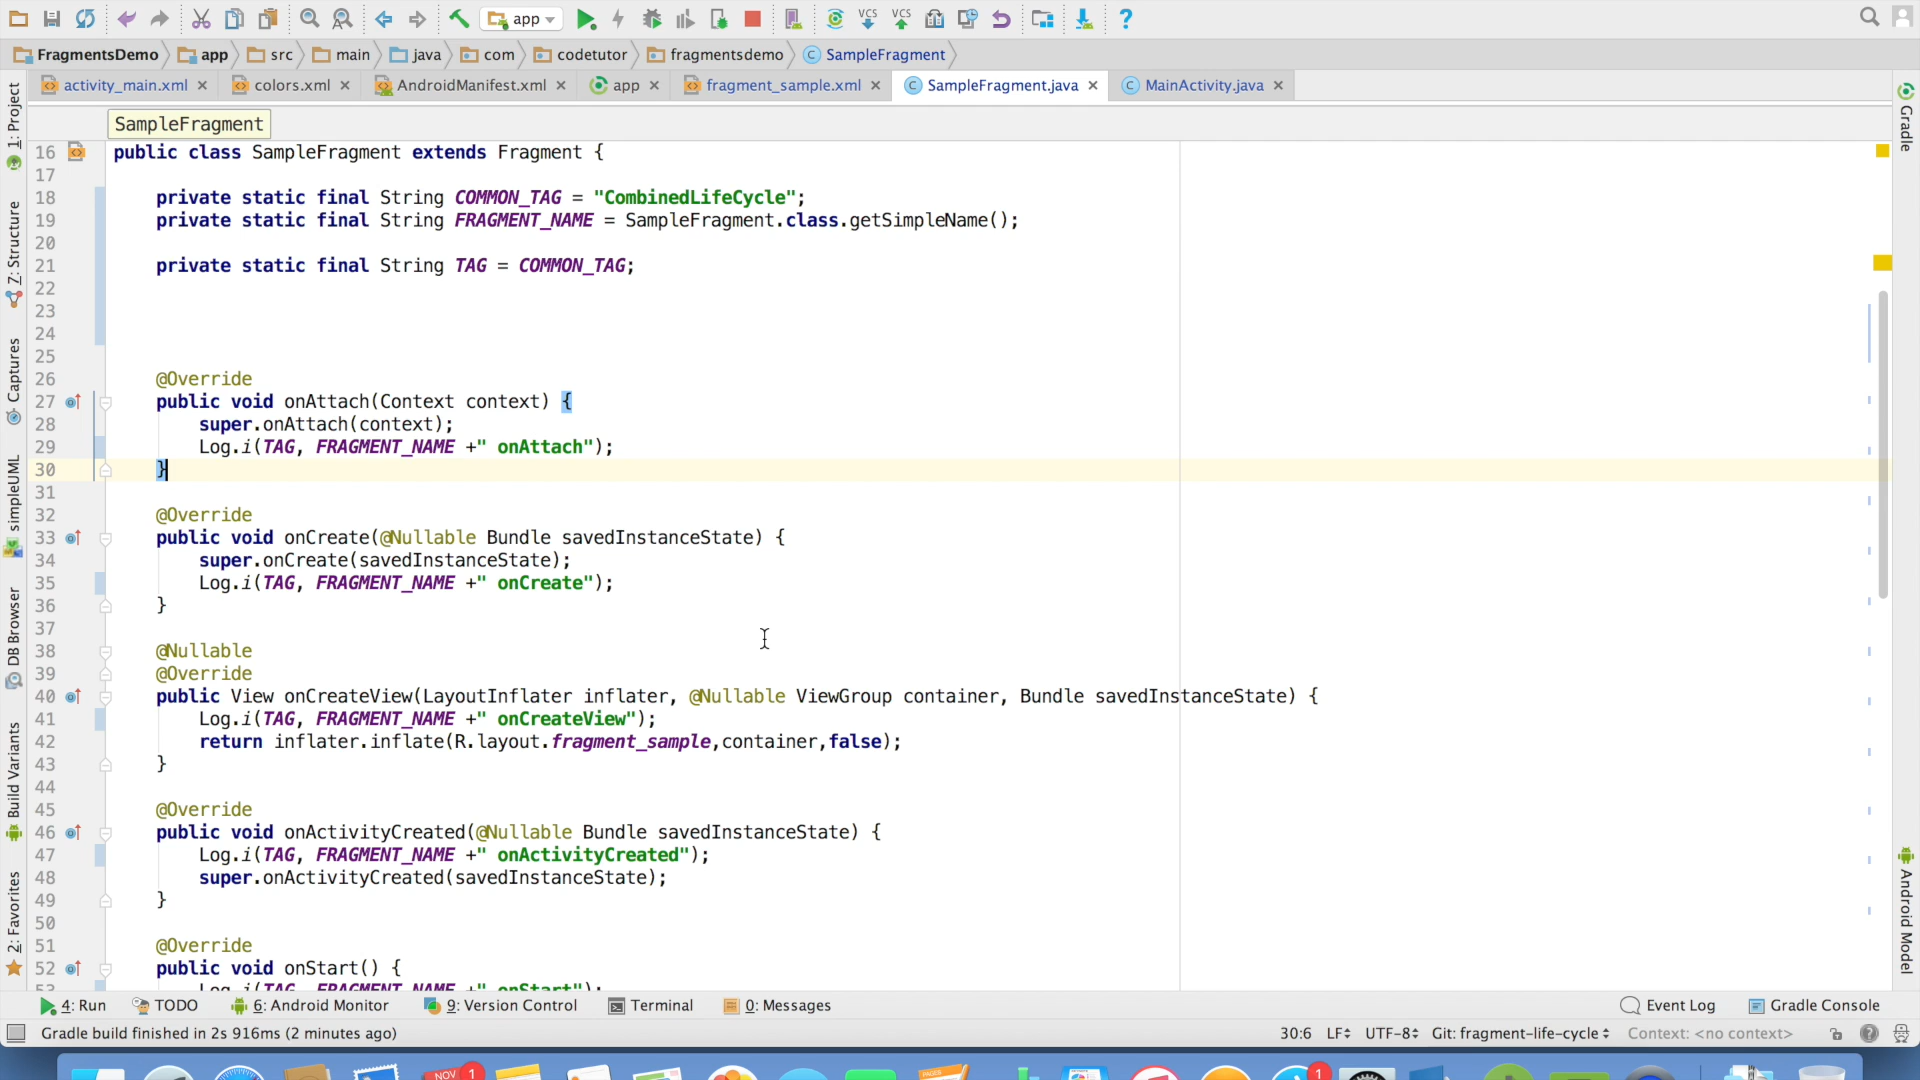 app
FragmentsDemo app src main java com codetutor fragmentsdemo SampleFragment
activity_main.xml colors.xml AndroidManifest.xml app fragment_sample.xml SampleFragment.java MainActivity.java
SampleFragment
16 public class SampleFragment extends Fragment {
17
18 private static final String COMMON_TAG = "CombinedLifeCycle";
19 private static final String FRAGMENT_NAME = SampleFragment.class.getSimpleName();
20
21 private static final String TAG = COMMON_TAG;
22
23
24
25
26 @Override
27 public void onAttach(Context context) {
28 super.onAttach(context);
29 Log.i(TAG, FRAGMENT_NAME +" onAttach");
30 }
31
32 @Override
33 public void onCreate(@Nullable Bundle savedInstanceState) {
34 super.onCreate(savedInstanceState);
35 Log.i(TAG, FRAGMENT_NAME +" onCreate");
36 }
37
38 @Nullable
39 @Override
40 public View onCreateView(LayoutInflater inflater, @Nullable ViewGroup container, Bundle savedInstanceState) {
41 Log.i(TAG, FRAGMENT_NAME +" onCreateView");
42 return inflater.inflate(R.layout.fragment_sample,container,false);
43 }
44
45 @Override
46 public void onActivityCreated(@Nullable Bundle savedInstanceState) {
47 Log.i(TAG, FRAGMENT_NAME +" onActivityCreated");
48 super.onActivityCreated(savedInstanceState);
49 }
50
51 @Override
52 public void onStart() {
53 Log.i(TAG, FRAGMENT_NAME +" onStart");
1: Project
Z: Structure
Captures
simpleUML
DB Browser
Build Variants
2: Favorites
Gradle
Android Model
4: Run TODO 6: Android Monitor 9: Version Control Terminal 0: Messages Event Log Gradle Console
Gradle build finished in 2s 916ms (2 minutes ago) 30:6 LF UTF-8 Git: fragment-life-cycle Context: <no context>
NOV 1 PAGES 1